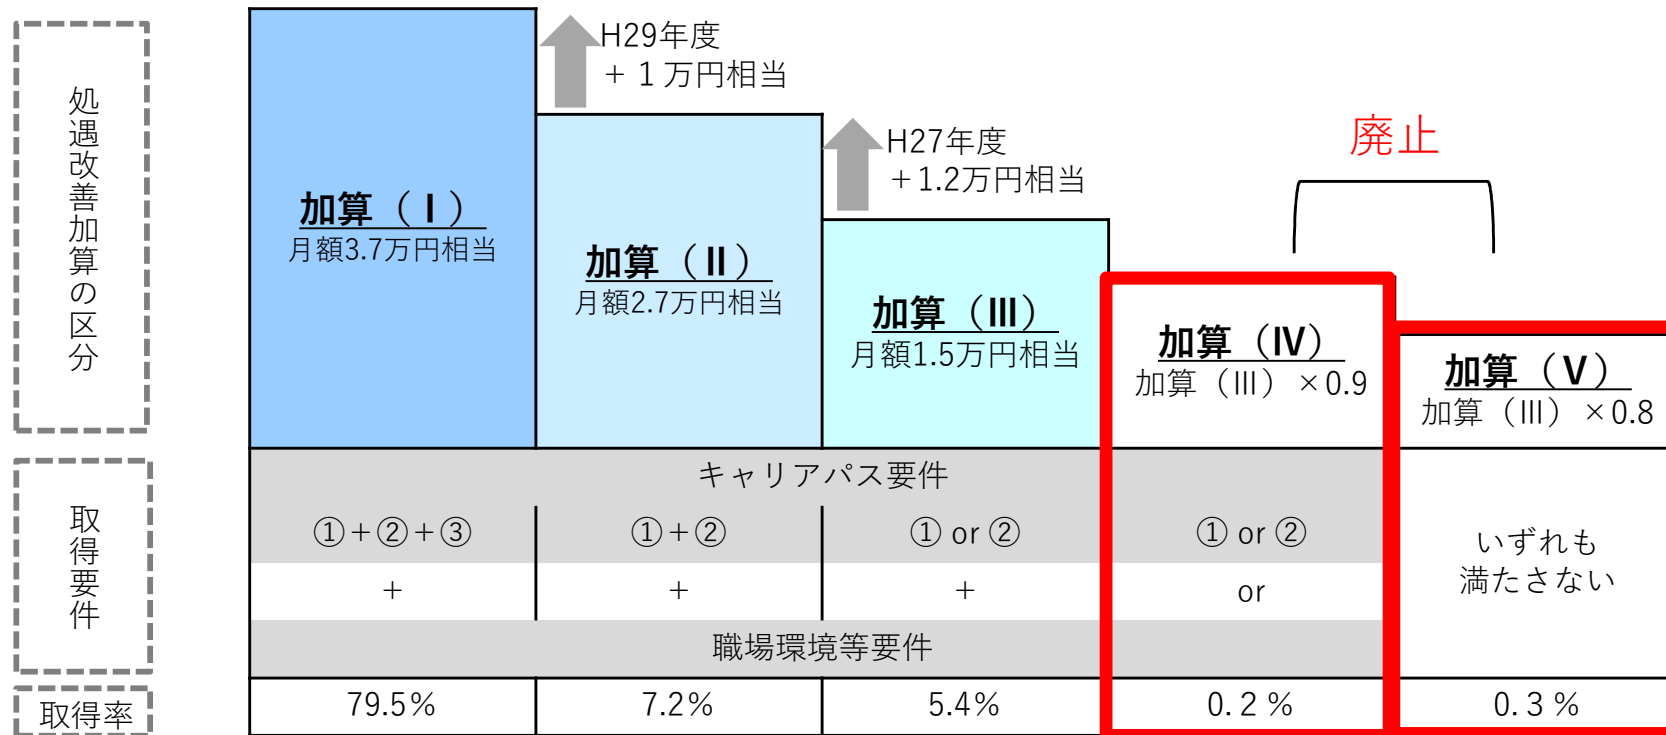 処遇改善加算の区分
H29年度
+１万円相当
H27年度
+1.2万円相当
廃止
加算（Ⅰ）
月額3.7万円相当
加算（Ⅱ）
月額2.7万円相当
加算（Ⅲ）
月額1.5万円相当
加算（Ⅳ）
加算（Ⅲ）×0.9
加算（Ⅴ）
加算（Ⅲ）×0.8
取得要件
キャリアパス要件
①+②+③
①+②
① or ②
① or ②
いずれも
満たさない
+
+
+
or
職場環境等要件
取得率
79.5%
7.2%
5.4%
0.２%
0.３%